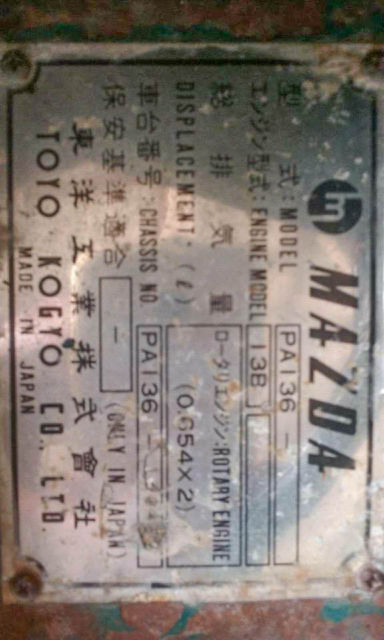 m MAZDA
型式:MODEL PA136-
エンジン型式:ENGINE MODEL 13B
総排気量 ロータリエンジン:ROTARY ENGINE
DISPLACEMENT:(ℓ) (0.654×2)
車台番号:CHASSIS NO. PA136-
保安基準適合 - (ONLY IN JAPAN)
東洋工業株式會社
TOYO KOGYO CO., LTD.
MADE IN JAPAN